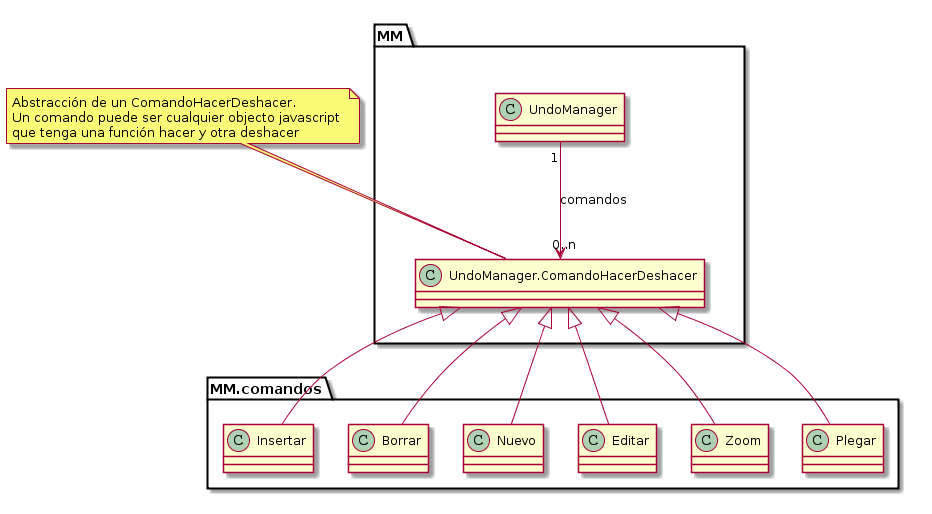 MM
Abstracción de un ComandoHacerDeshacer.
Un comando puede ser cualquier objecto javascript
que tenga una función hacer y otra deshacer
C UndoManager
1
comandos
0..n
C UndoManager.ComandoHacerDeshacer
MM.comandos
C Insertar
C Borrar
C Nuevo
C Editar
C Zoom
C Plegar